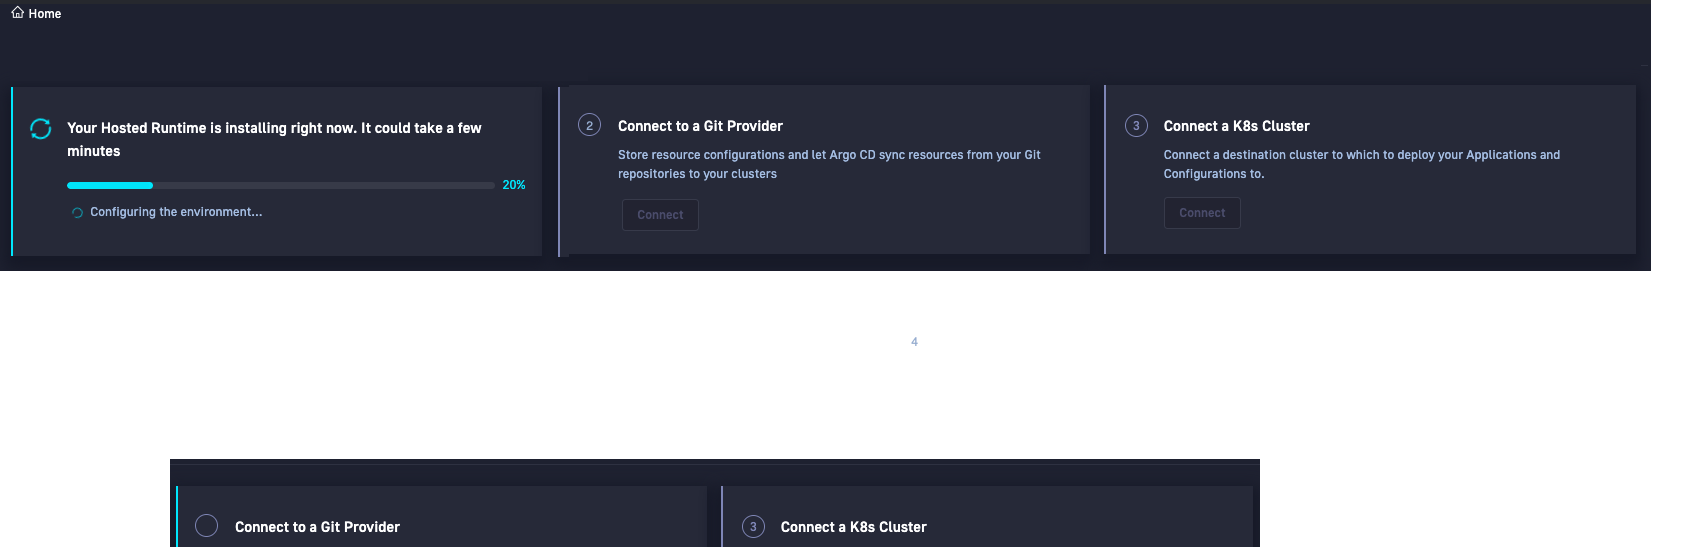 Home
Your Hosted Runtime is installing right now. It could take a few
minutes
20%
Configuring the environment...
2
Connect to a Git Provider
Store resource configurations and let Argo CD sync resources from your Git
repositories to your clusters
Connect
3
Connect a K8s Cluster
Connect a destination cluster to which to deploy your Applications and
Configurations to.
Connect
4
Connect to a Git Provider
3
Connect a K8s Cluster